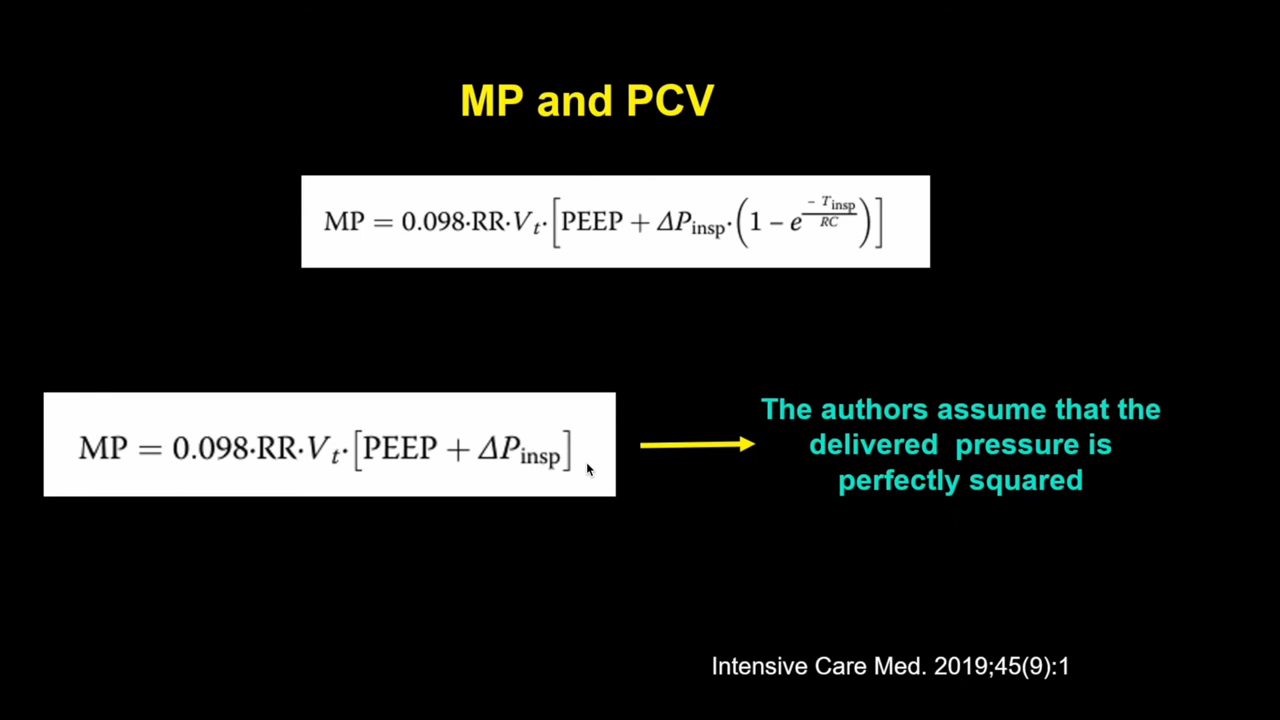 MP and PCV
MP = 0.098·RR·V_t·[PEEP + ΔP_insp·(1 − e^(− T_insp / RC))]
MP = 0.098·RR·V_t·[PEEP + ΔP_insp]
The authors assume that the
delivered pressure is
perfectly squared
Intensive Care Med. 2019;45(9):1